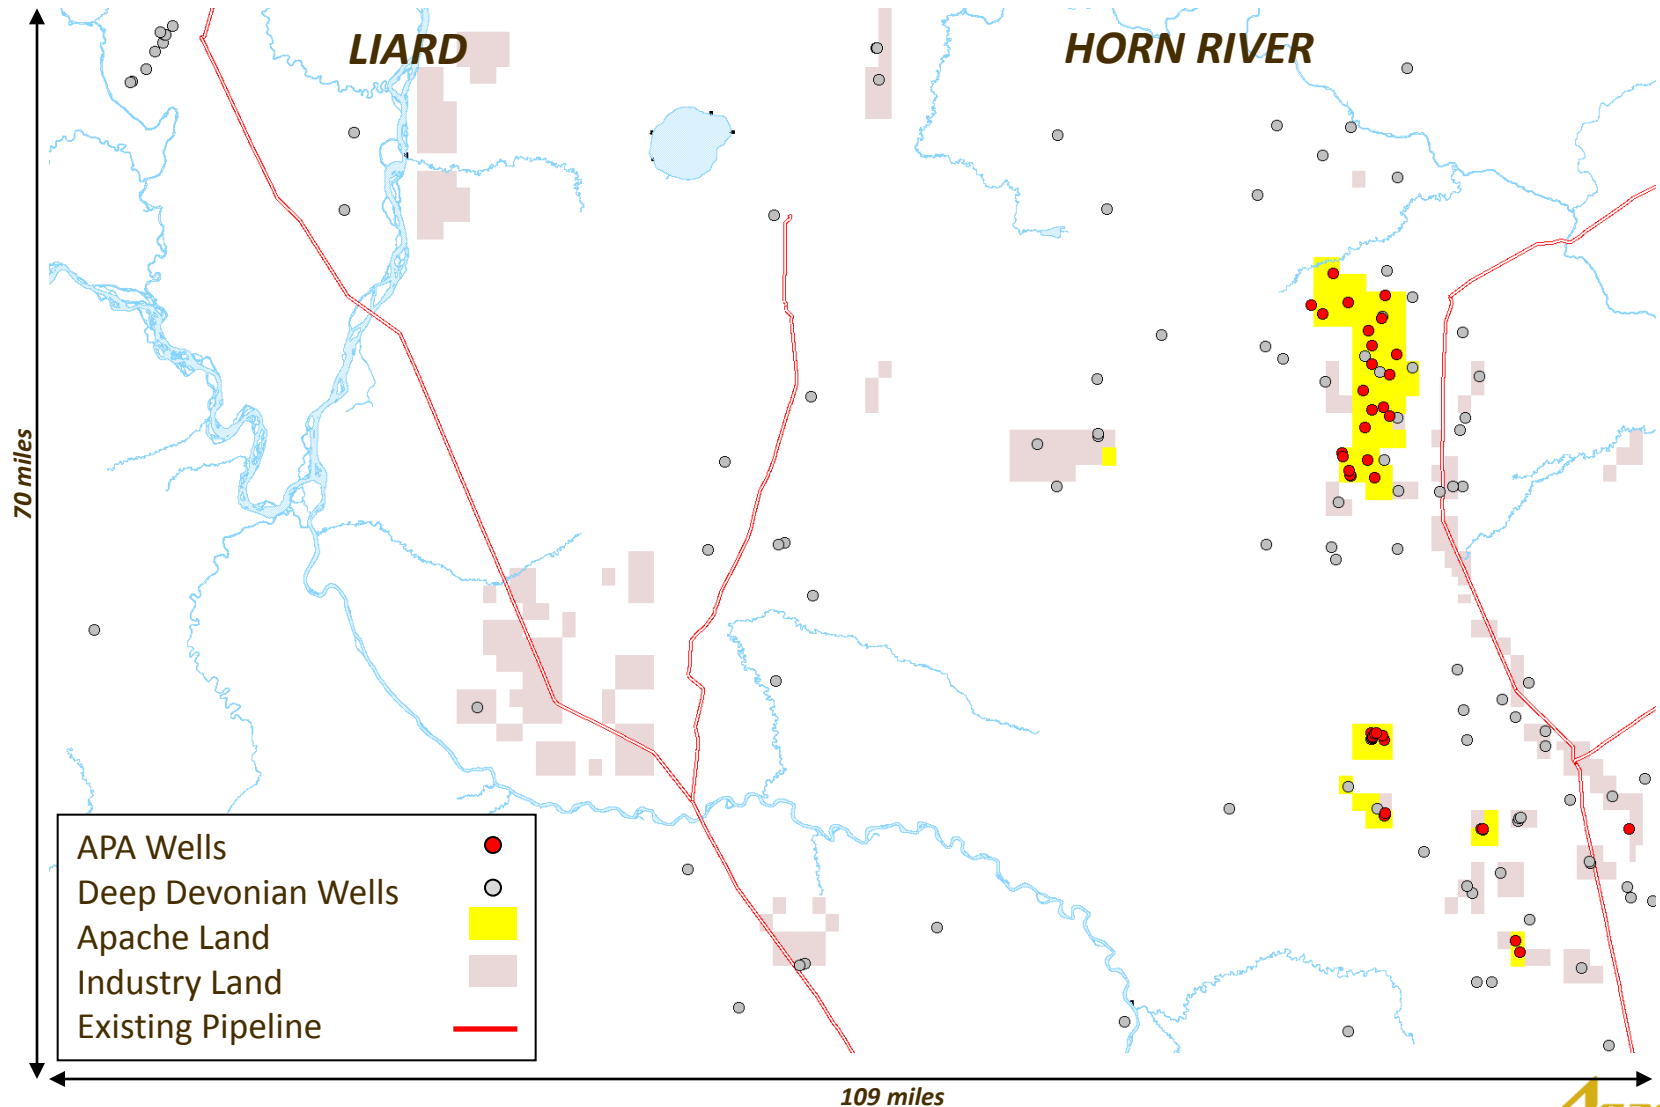 LIARD
HORN RIVER
70 miles
APA Wells
Deep Devonian Wells
Apache Land
Industry Land
Existing Pipeline
109 miles